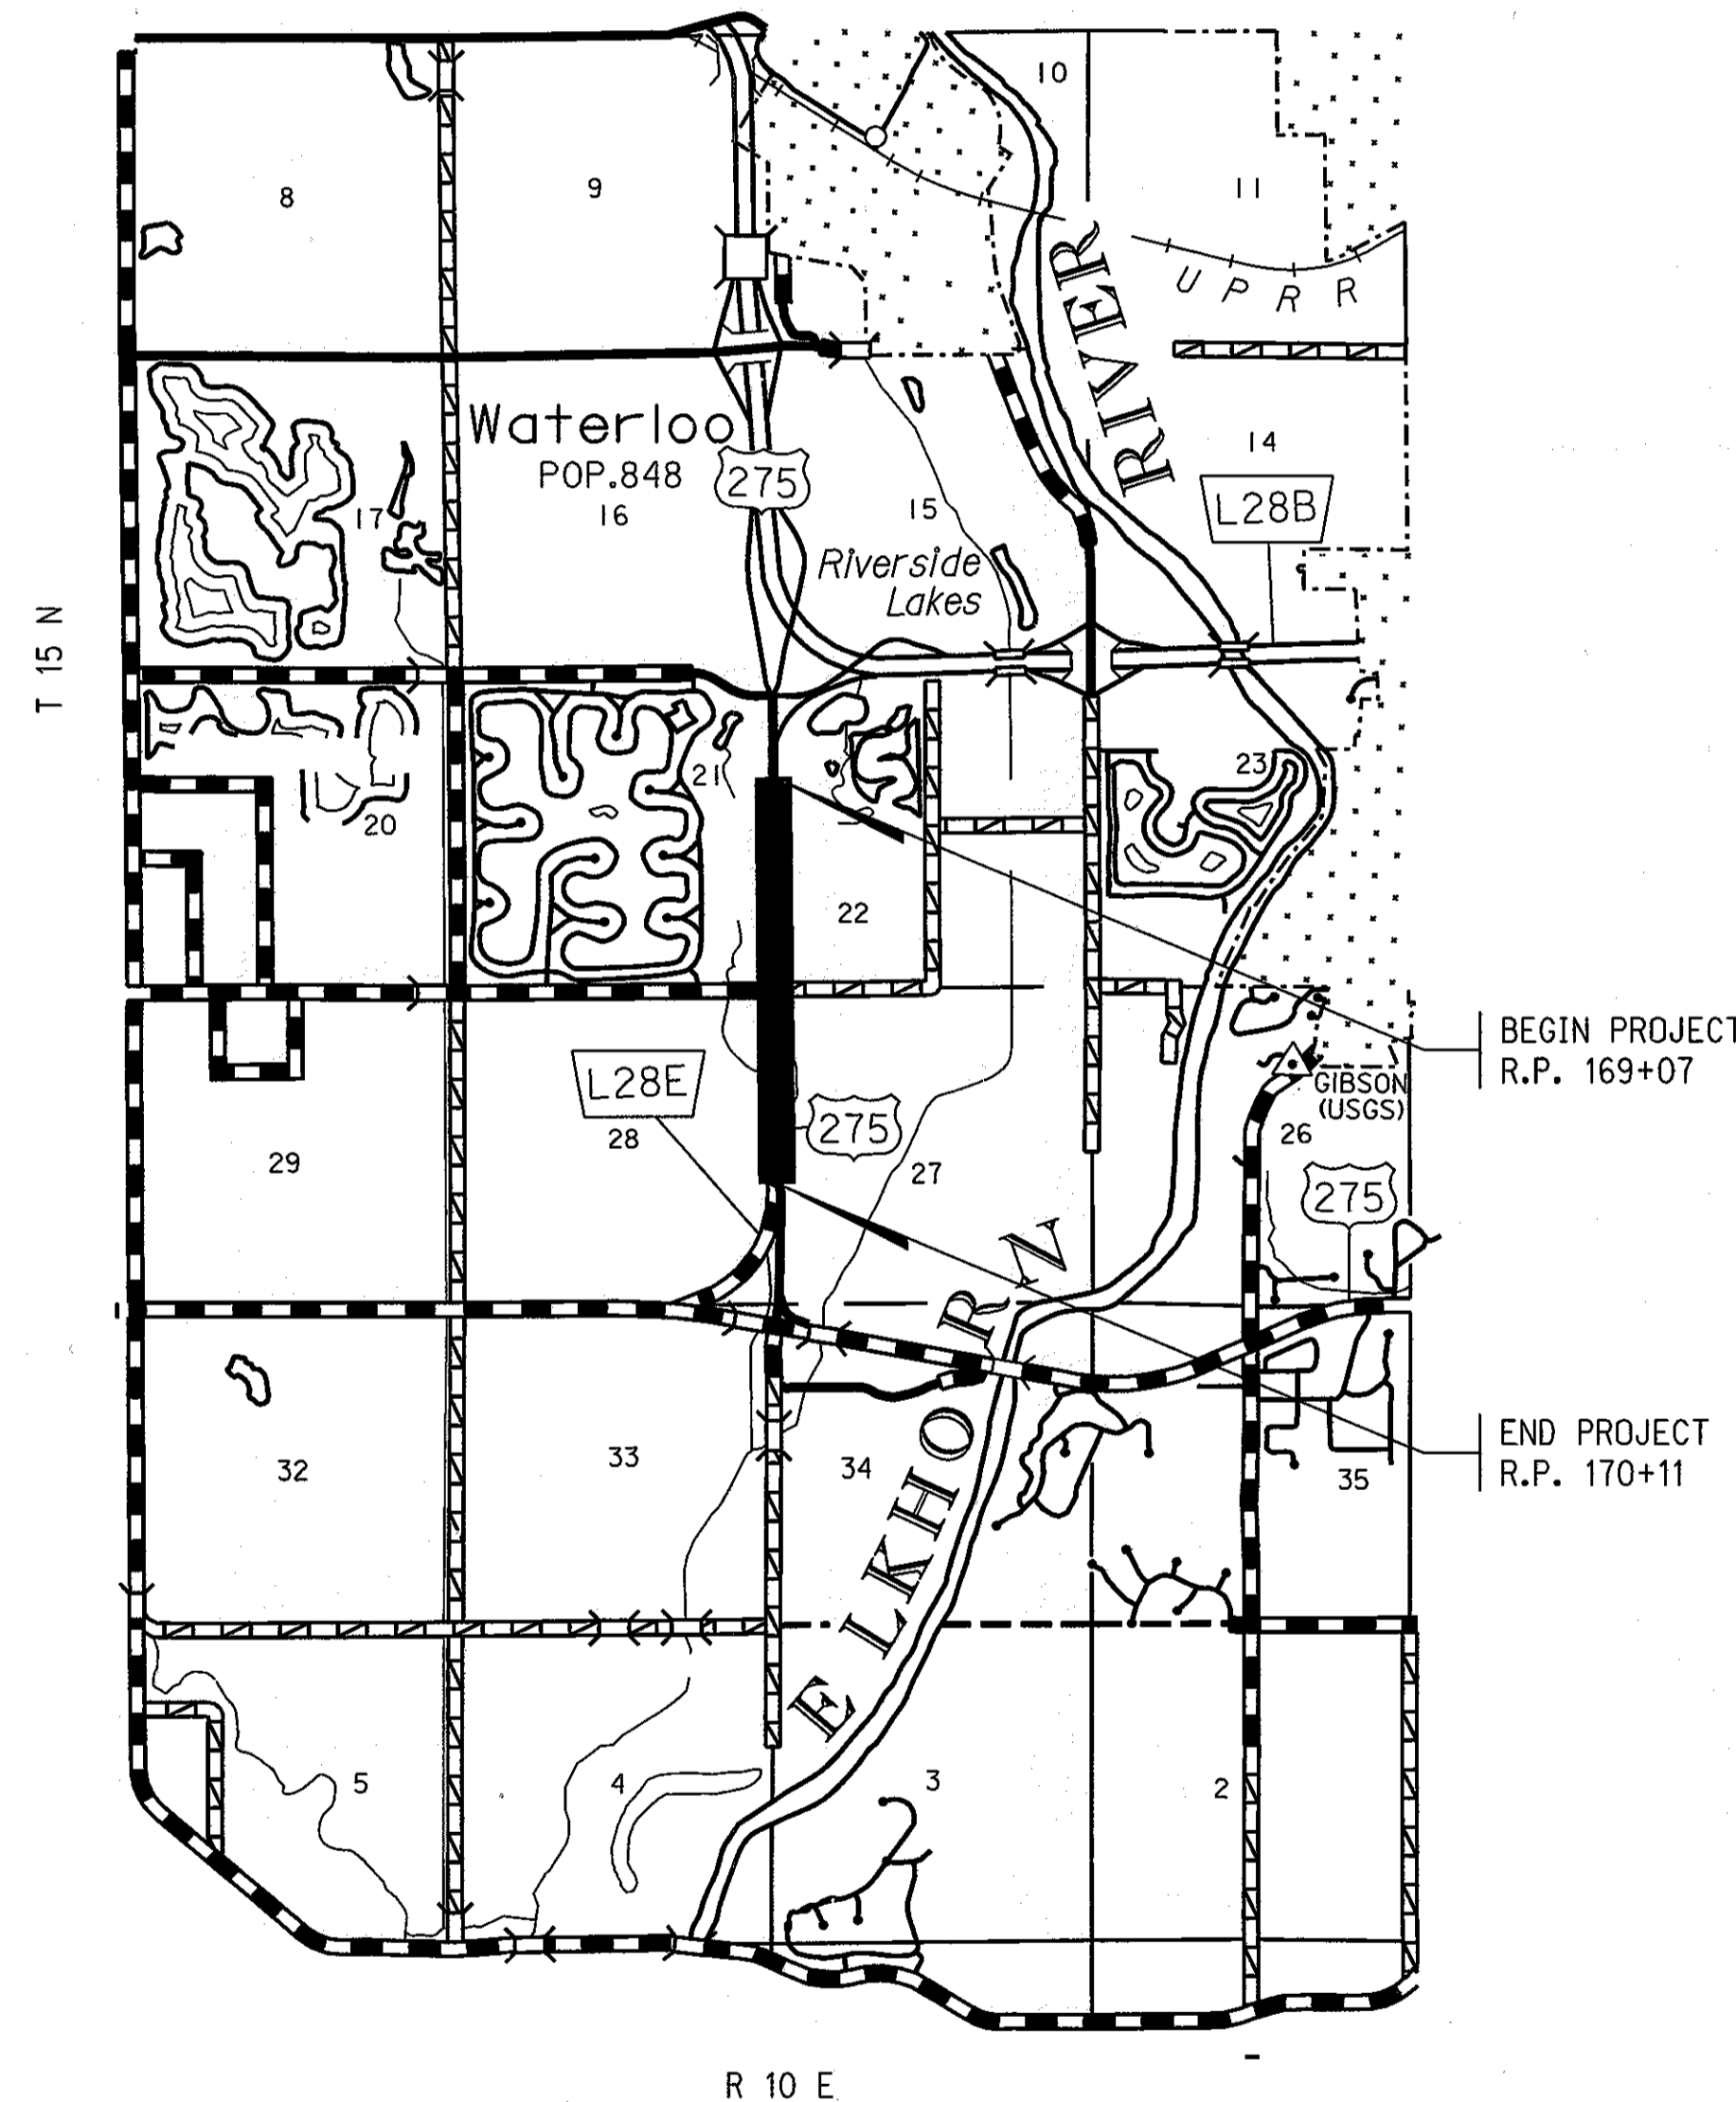 10
8
9
11
RIVER
U P R R
Waterloo
POP.848
275
14
17
16
15
L28B
Riverside
Lakes
T 15 N
21
23
20
22
BEGIN PROJECT
R.P. 169+07
L28E
GIBSON
(USGS)
275
28
26
29
27
275
ELKHORN
END PROJECT
R.P. 170+11
32
33
34
35
5
4
3
2
R 10 E